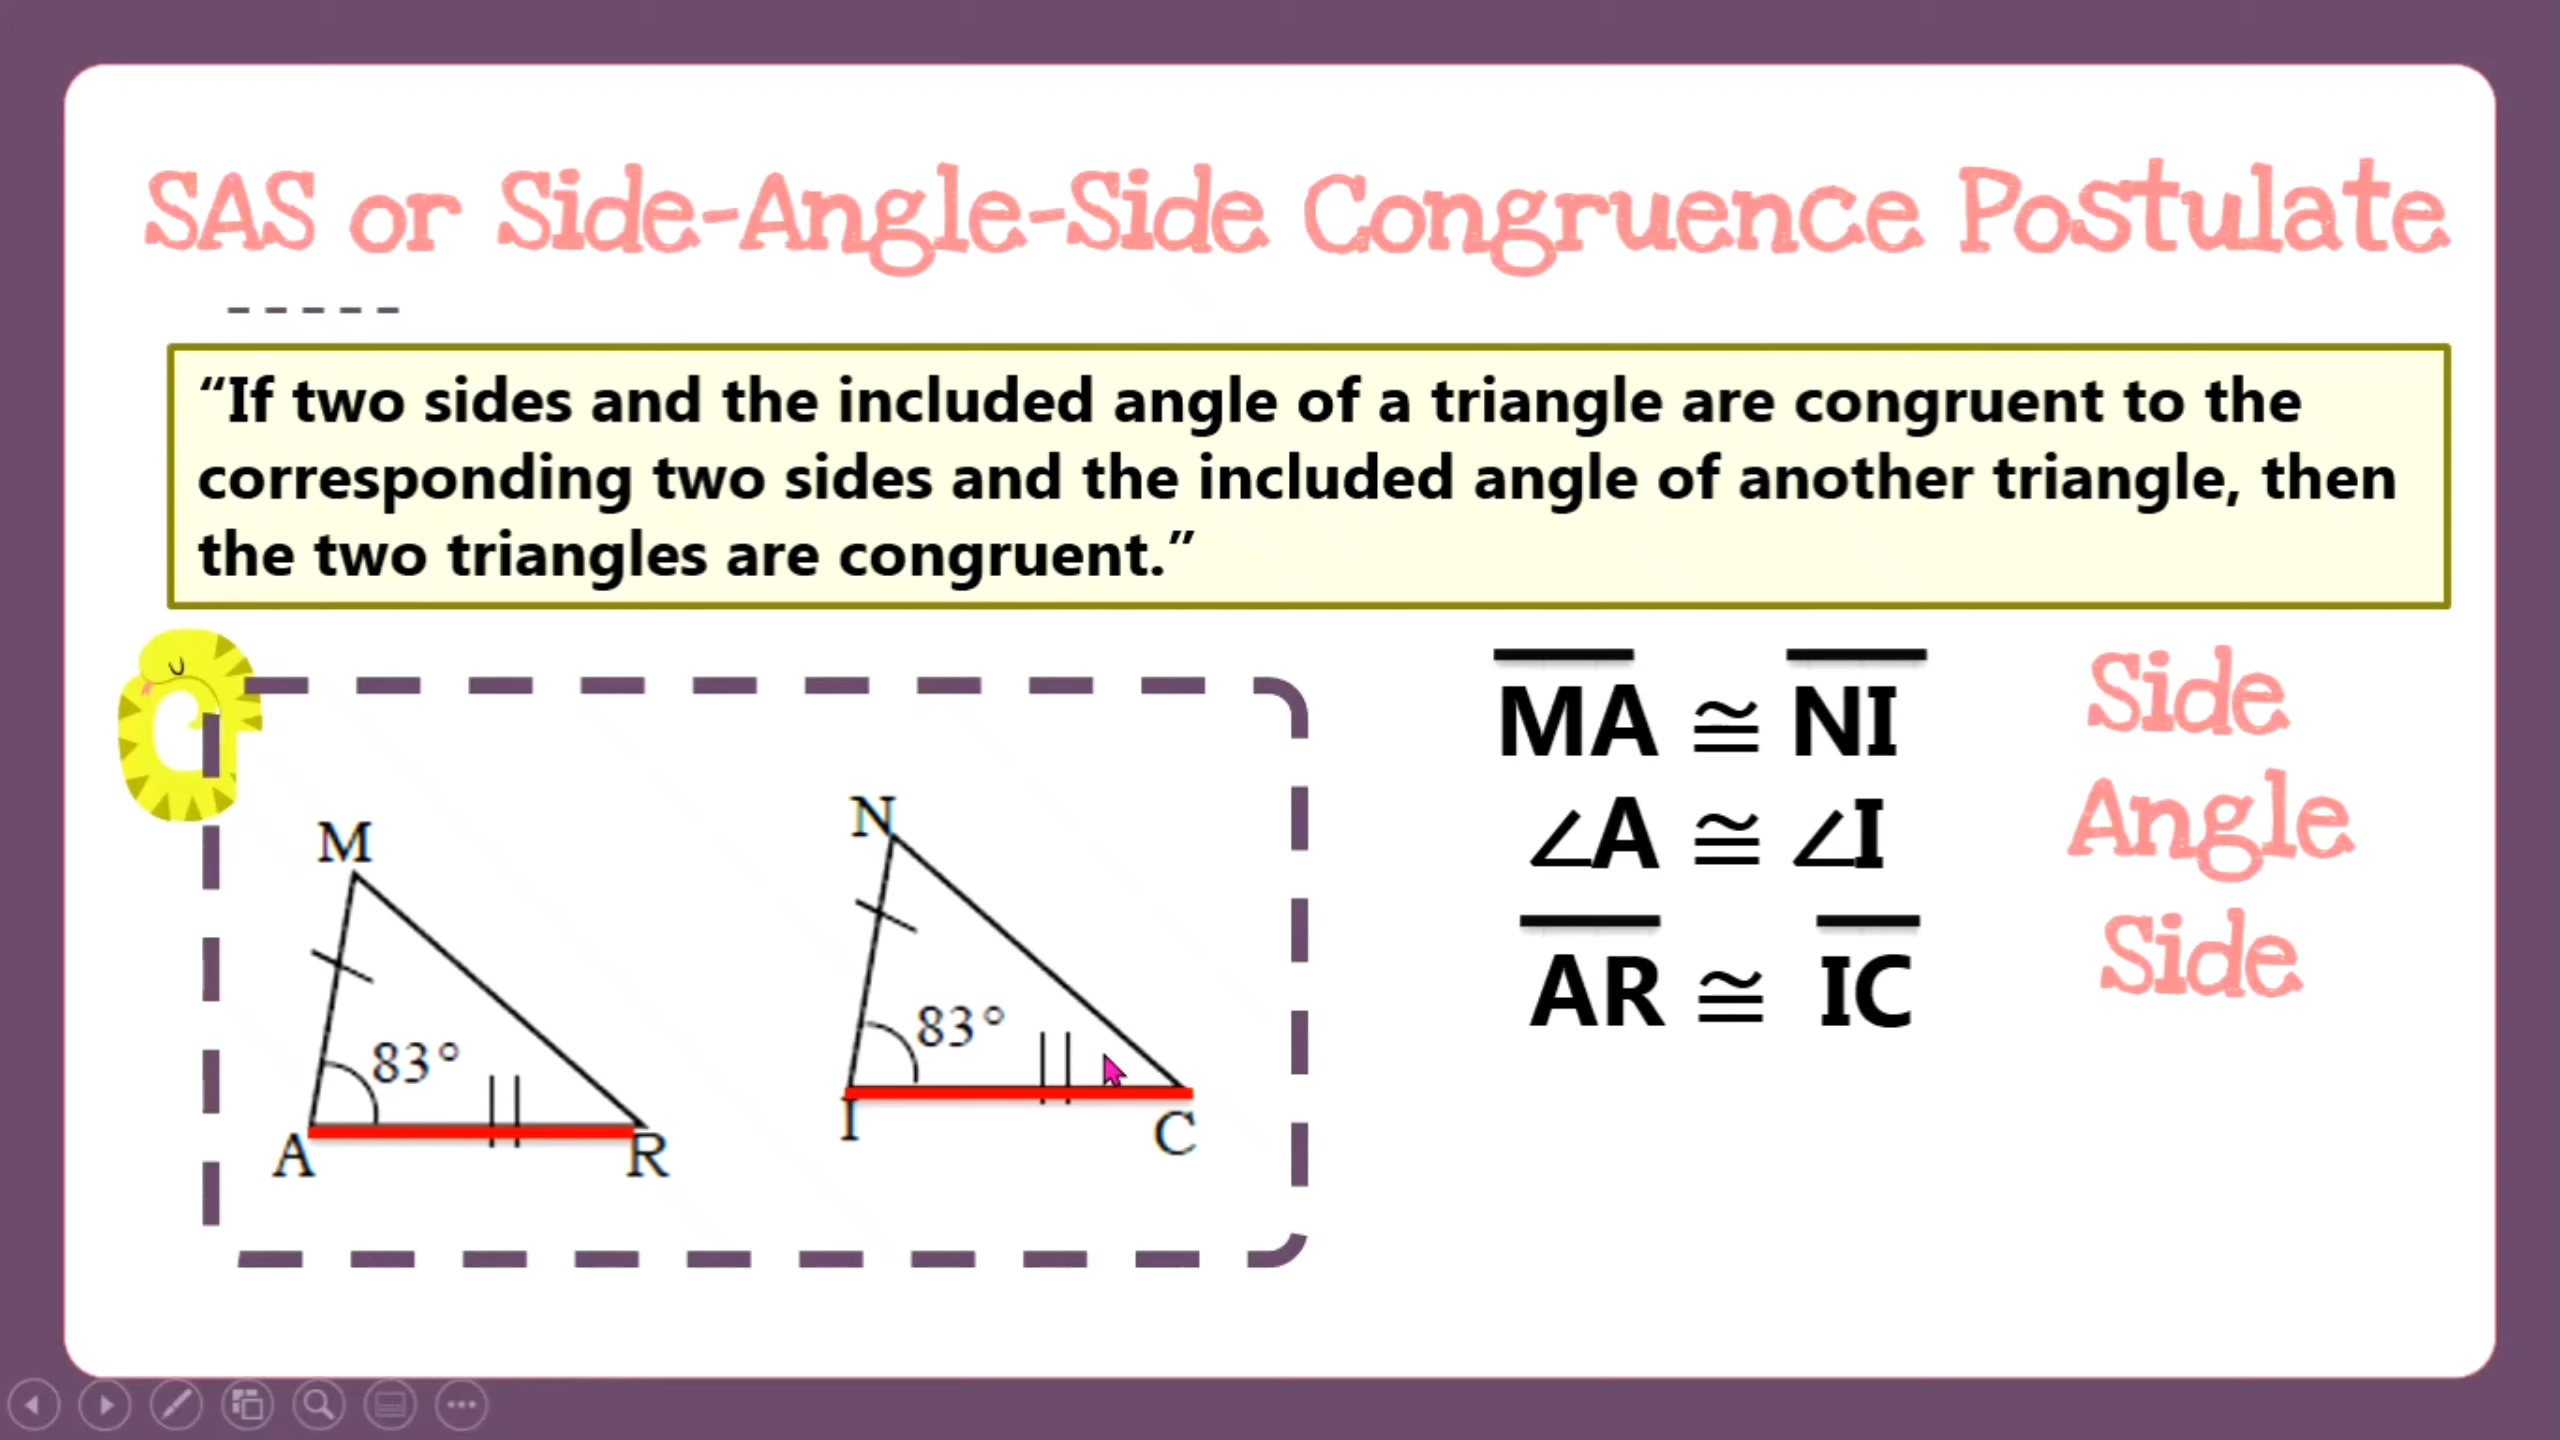 SAS or Side-Angle-Side Congruence Postulate
“If two sides and the included angle of a triangle are congruent to the
corresponding two sides and the included angle of another triangle, then
the two triangles are congruent.”
M
83°
A
R
N
83°
I
C
MA ≅ NI Side
∠A ≅ ∠I Angle
AR ≅ IC Side